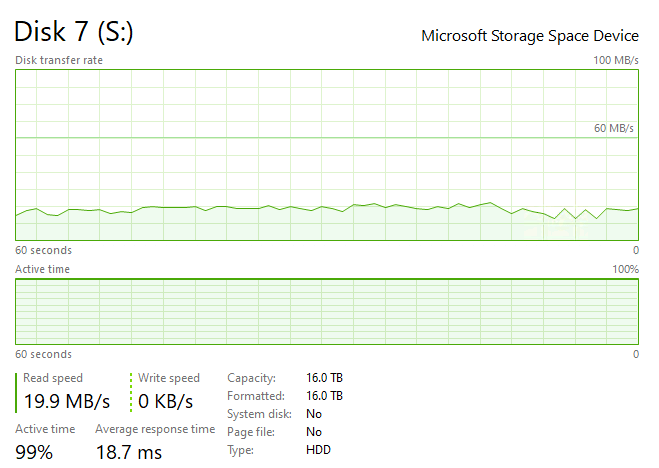 Disk 7 (S:) Microsoft Storage Space Device
Disk transfer rate 100 MB/s
60 MB/s
60 seconds 0
Active time 100%
60 seconds 0
Read speed Write speed Capacity: 16.0 TB
19.9 MB/s 0 KB/s Formatted: 16.0 TB
System disk: No
Active time Average response time Page file: No
99% 18.7 ms Type: HDD